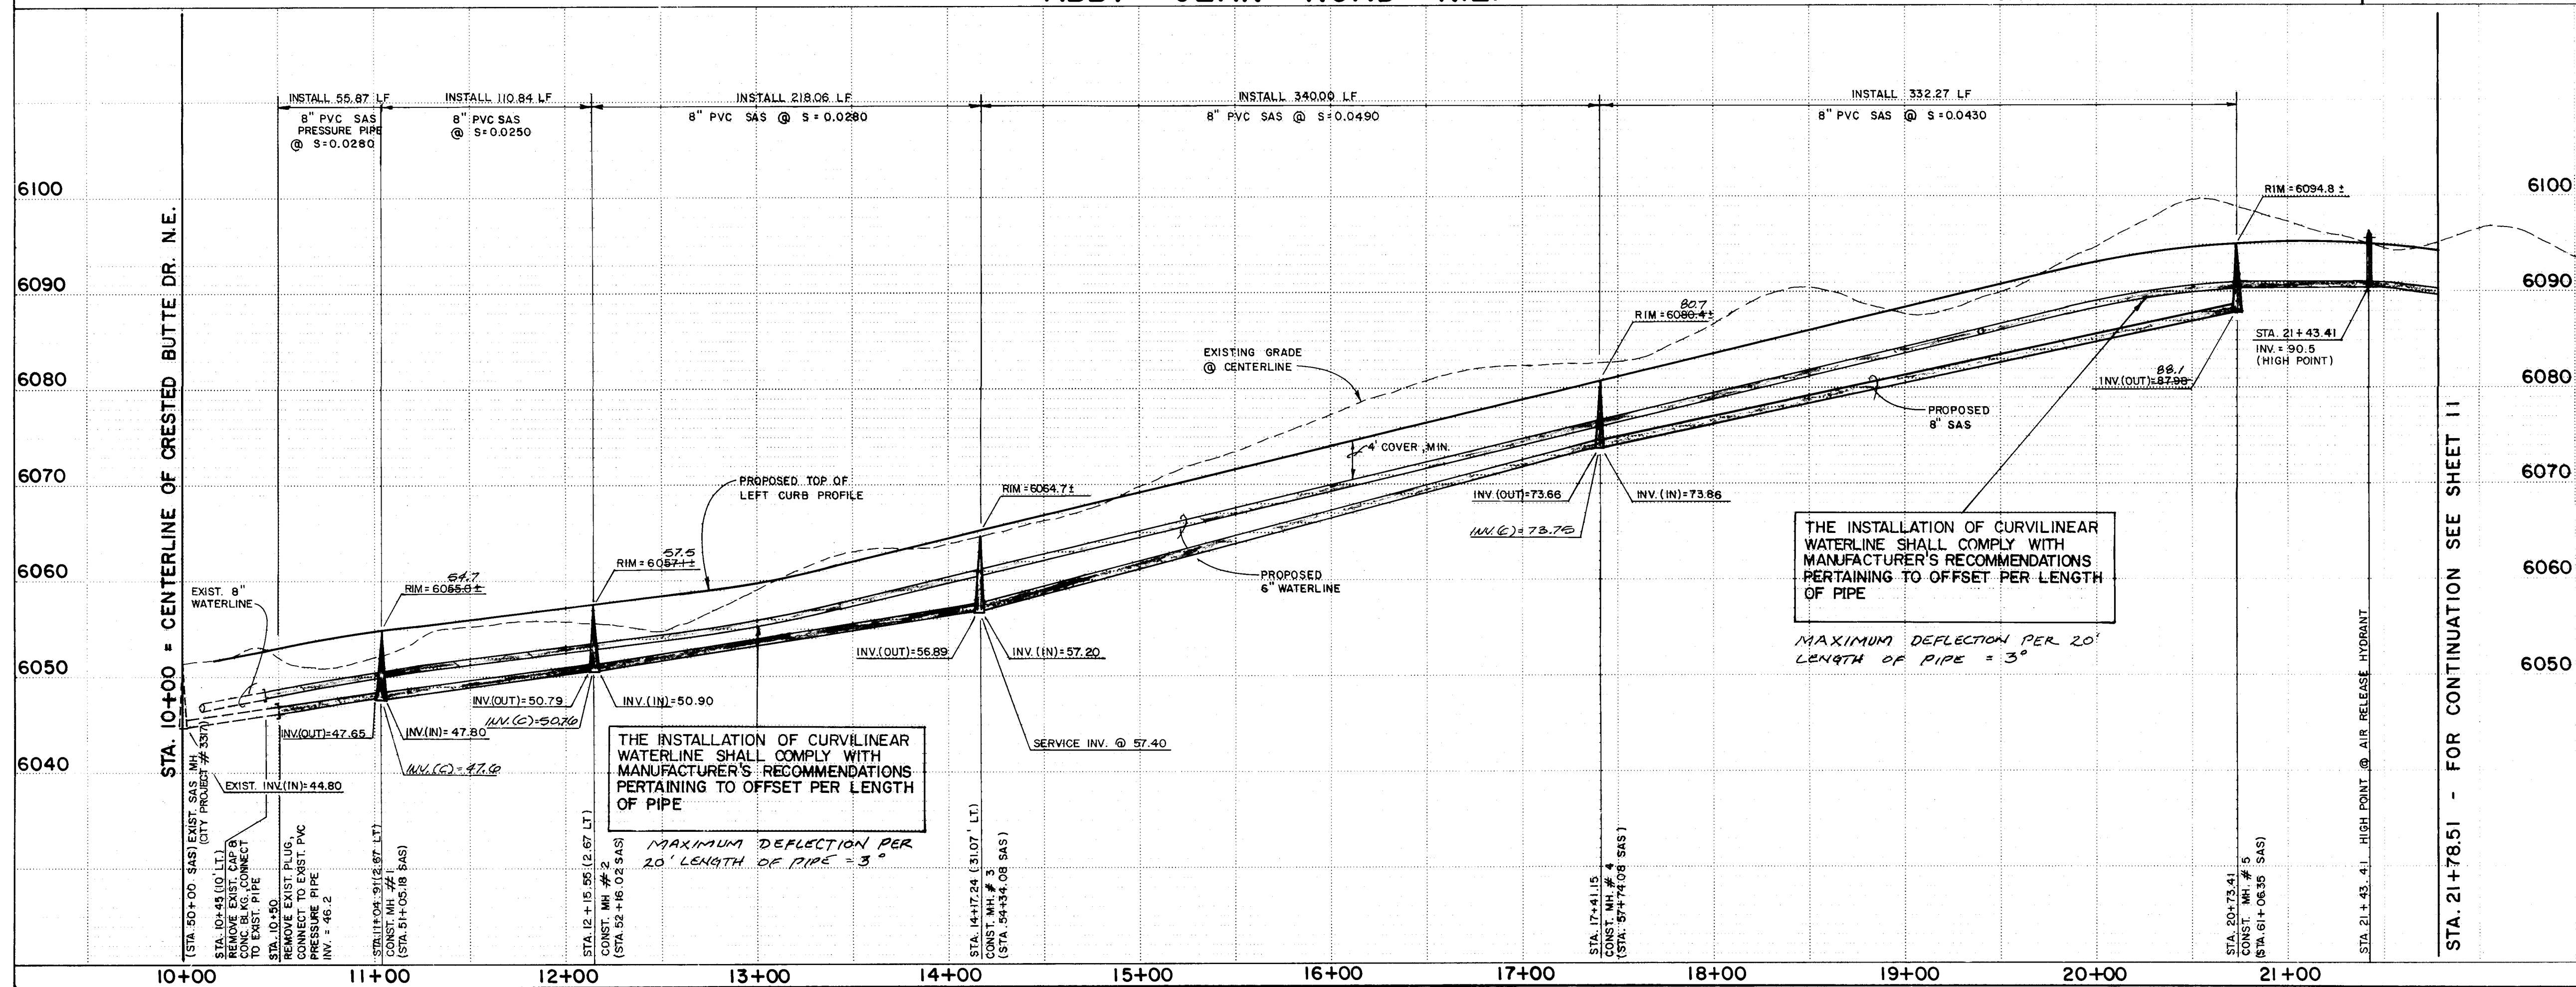 INSTALL 55.87 LF
8" PVC SAS
PRESSURE PIPE
@ S=0.0280
INSTALL 110.84 LF
8" PVC SAS
@ S=0.0250
INSTALL 218.06 LF
8" PVC SAS @ S=0.0280
INSTALL 340.00 LF
8" PVC SAS @ S=0.0490
INSTALL 332.27 LF
8" PVC SAS @ S=0.0430
6100
6090
6080
6070
6060
6050
6040
6100
6090
6080
6070
6060
6050
STA. 10+00 = CENTERLINE OF CRESTED BUTTE DR. N.E.
EXIST. 8"
WATERLINE
54.7
RIM=6055.0±
57.5
RIM=6057.1±
PROPOSED TOP OF
LEFT CURB PROFILE
RIM=6064.7±
EXISTING GRADE
@ CENTERLINE
4' COVER, MIN.
80.7
RIM=6080.4±
RIM=6094.8±
STA. 21+43.41
INV.=90.5
(HIGH POINT)
88.1
INV.(OUT)=87.98
PROPOSED
8" SAS
PROPOSED
6" WATERLINE
INV.(OUT)=73.66
INV.(IN)=73.86
INV.(C)=73.75
INV.(OUT)=56.89
INV.(IN)=57.20
SERVICE INV. @ 57.40
INV.(OUT)=50.79
INV.(IN)=50.90
INV.(C)=50.76
INV.(OUT)=47.65
INV.(IN)=47.80
INV.(C)=47.6
EXIST. INV.(IN)=44.80
THE INSTALLATION OF CURVILINEAR
WATERLINE SHALL COMPLY WITH
MANUFACTURER'S RECOMMENDATIONS
PERTAINING TO OFFSET PER LENGTH
OF PIPE
MAXIMUM DEFLECTION PER
20' LENGTH OF PIPE = 3°
THE INSTALLATION OF CURVILINEAR
WATERLINE SHALL COMPLY WITH
MANUFACTURER'S RECOMMENDATIONS
PERTAINING TO OFFSET PER LENGTH
OF PIPE
MAXIMUM DEFLECTION PER 20'
LENGTH OF PIPE = 3°
(STA. 50+00 SAS) EXIST. SAS MH
(CITY PROJECT # 3317)
STA. 10+45 (10' LT.)
REMOVE EXIST. CAP &
CONC. BLKG., CONNECT
TO EXIST. PIPE
STA. 10+50
REMOVE EXIST. PLUG,
CONNECT TO EXIST. PVC
PRESSURE PIPE
INV. = 46.2
STA. 11+04.91 (2.67 LT)
CONST. MH #1
(STA. 51+05.18 SAS)
STA. 12+15.55 (2.67 LT)
CONST. MH #2
(STA. 52+16.02 SAS)
STA. 14+17.24 (31.07' LT.)
CONST. MH. # 3
(STA. 54+34.08 SAS)
STA. 17+41.15
CONST. MH. # 4
(STA. 57+74.08 SAS)
STA. 20+73.41
CONST. MH. # 5
(STA. 61+06.35 SAS)
STA. 21+43.41 HIGH POINT @ AIR RELEASE HYDRANT
STA. 21+78.51 - FOR CONTINUATION SEE SHEET 11
10+00
11+00
12+00
13+00
14+00
15+00
16+00
17+00
18+00
19+00
20+00
21+00